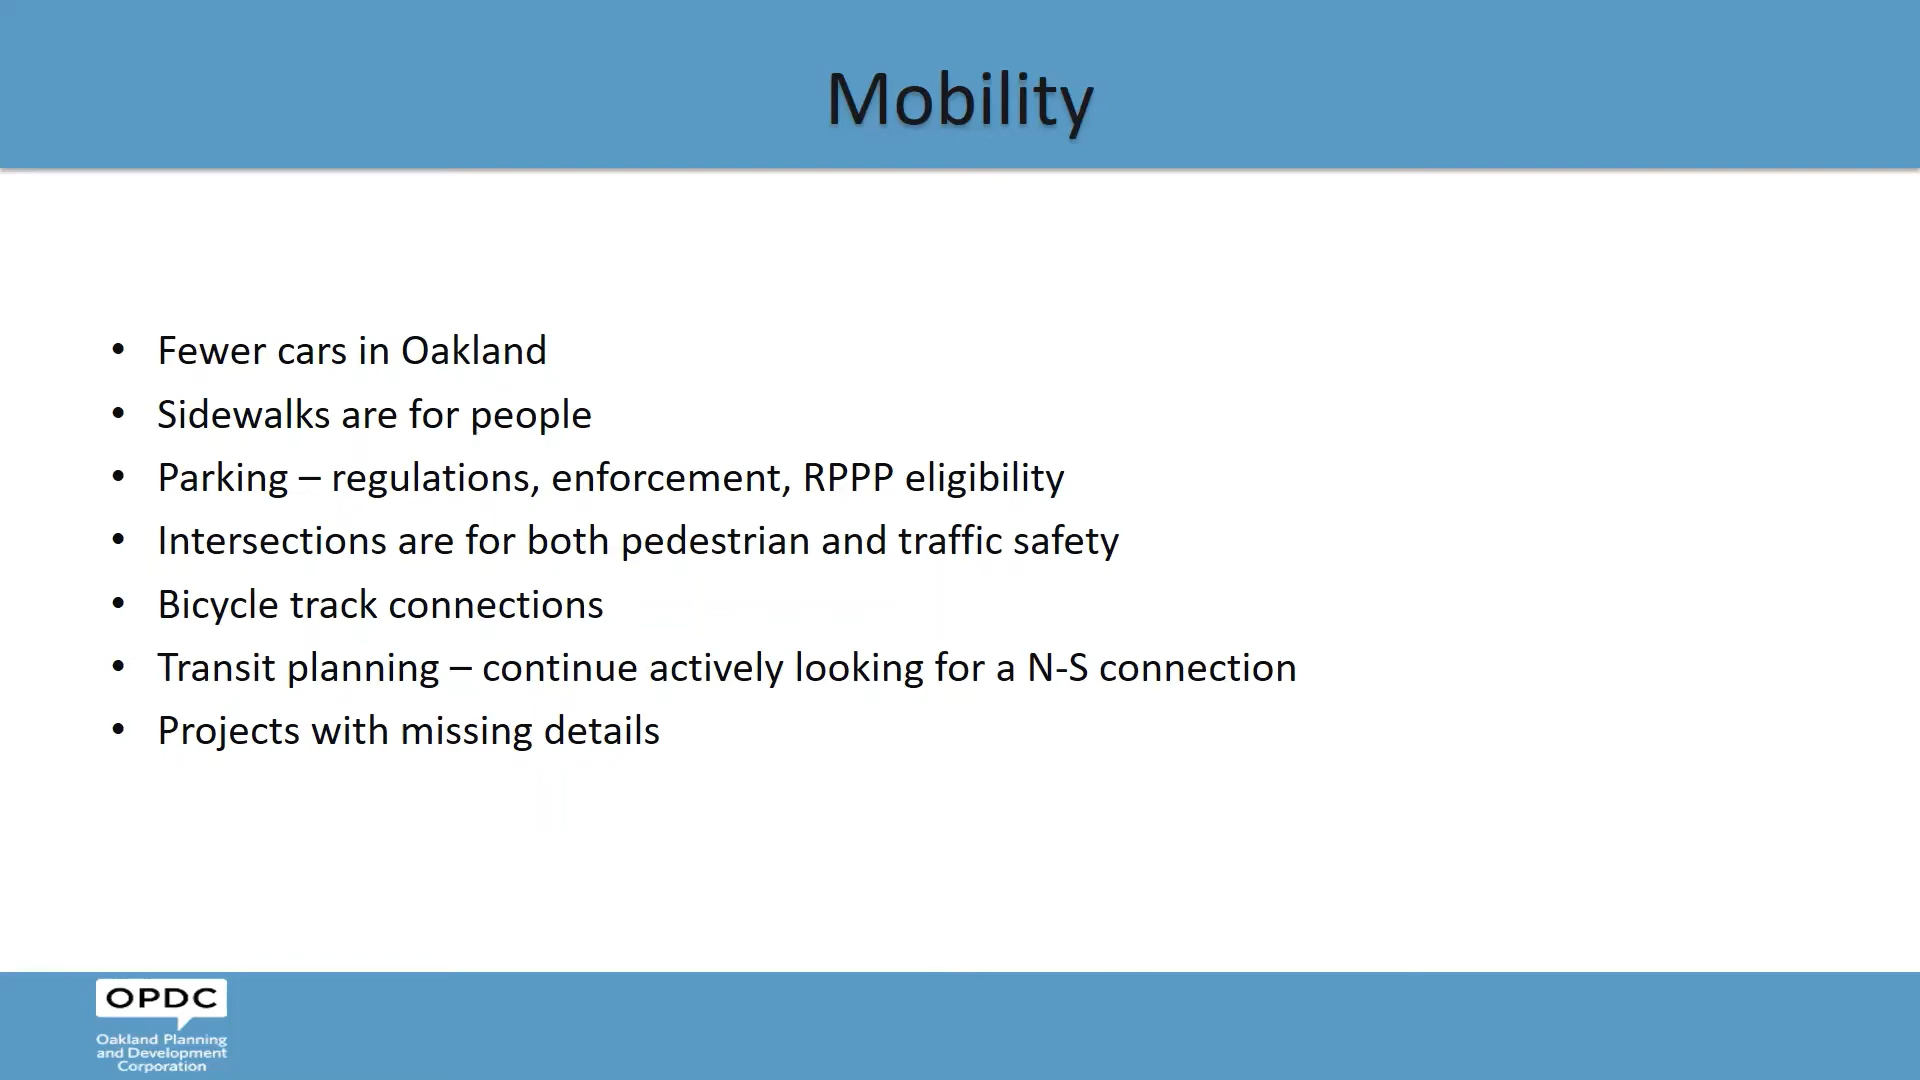 Mobility
• Fewer cars in Oakland
• Sidewalks are for people
• Parking – regulations, enforcement, RPPP eligibility
• Intersections are for both pedestrian and traffic safety
• Bicycle track connections
• Transit planning – continue actively looking for a N-S connection
• Projects with missing details
OPDC
Oakland Planning
and Development
Corporation